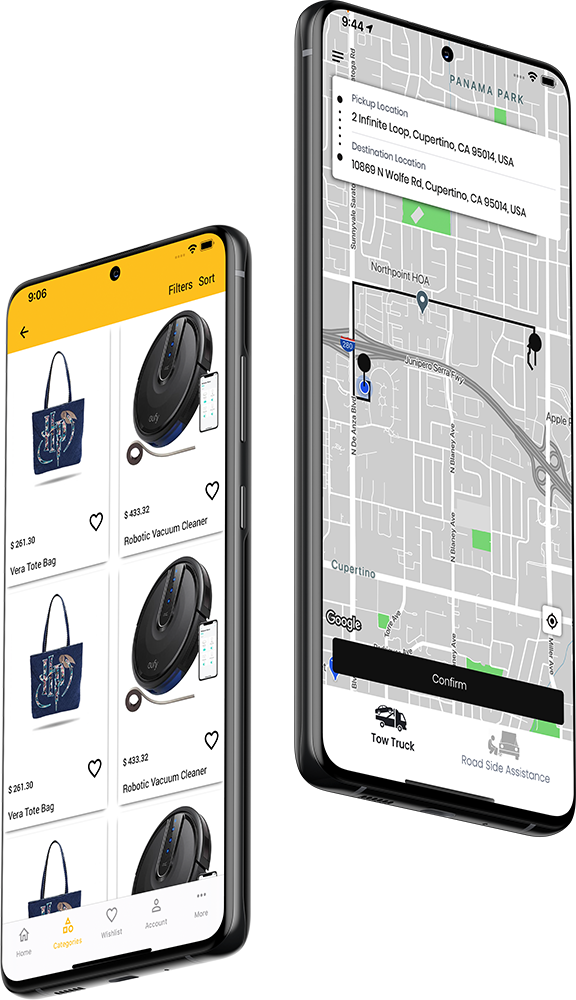 9:44
PANAMA PARK
Pickup Location
2 Infinite Loop, Cupertino, CA 95014, USA
Destination Location
10869 N Wolfe Rd, Cupertino, CA 95014, USA
Sunnyvale Sarato
Northpoint HOA
280
Junipero Serra Fwy
Apple P
N De Anza Blvd
N Blaney Ave
N Blaney Ave
Cupertino
Google
Torre Ave
Miller Ave
Confirm
Tow Truck
Road Side Assistance
9:06
Filters Sort
eufy
$ 261.30
Vera Tote Bag
$ 433.32
Robotic Vacuum Cleaner
eufy
$ 261.30
Vera Tote Bag
$ 433.32
Robotic Vacuum Cleaner
Home
Categories
Wishlist
Account
More